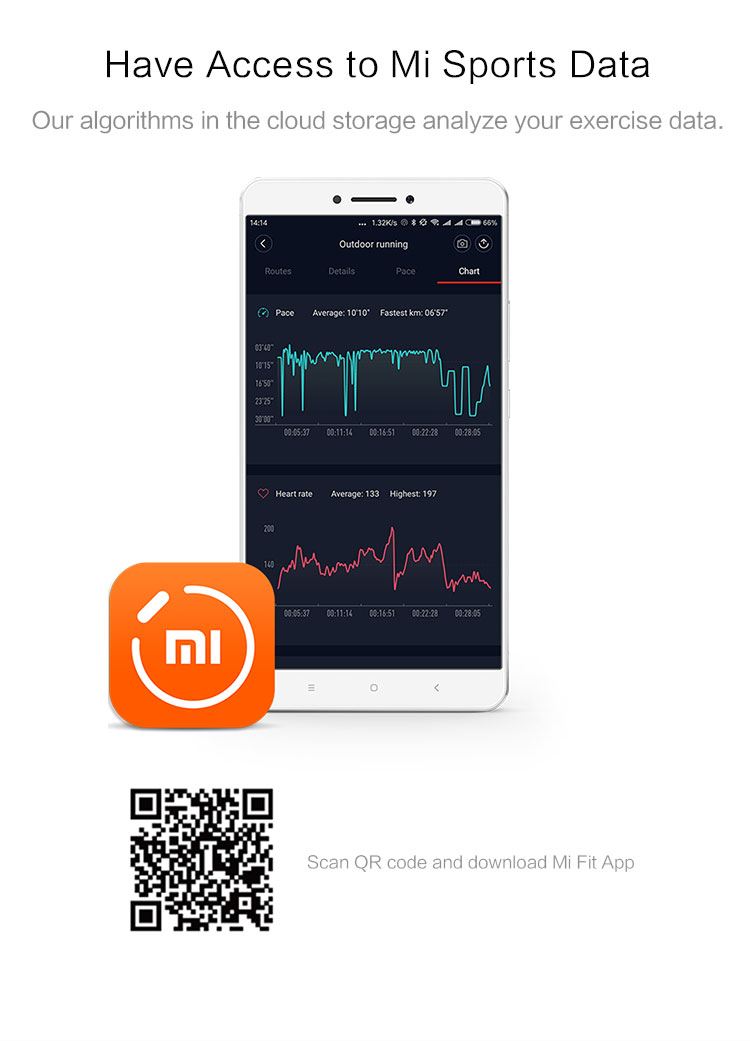 Have Access to Mi Sports Data
Our algorithms in the cloud storage analyze your exercise data.
14:14
... 1.32K/s 66%
Outdoor running
Routes Details Pace Chart
Pace Average: 10'10" Fastest km: 06'57"
03'40"
10'15"
16'50"
23'25"
30'00"
00:05:37 00:11:14 00:16:51 00:22:28 00:28:05
Heart rate Average: 133 Highest: 197
200
140
00:05:37 00:11:14 00:16:51 00:22:28 00:28:05
mi
Scan QR code and download Mi Fit App